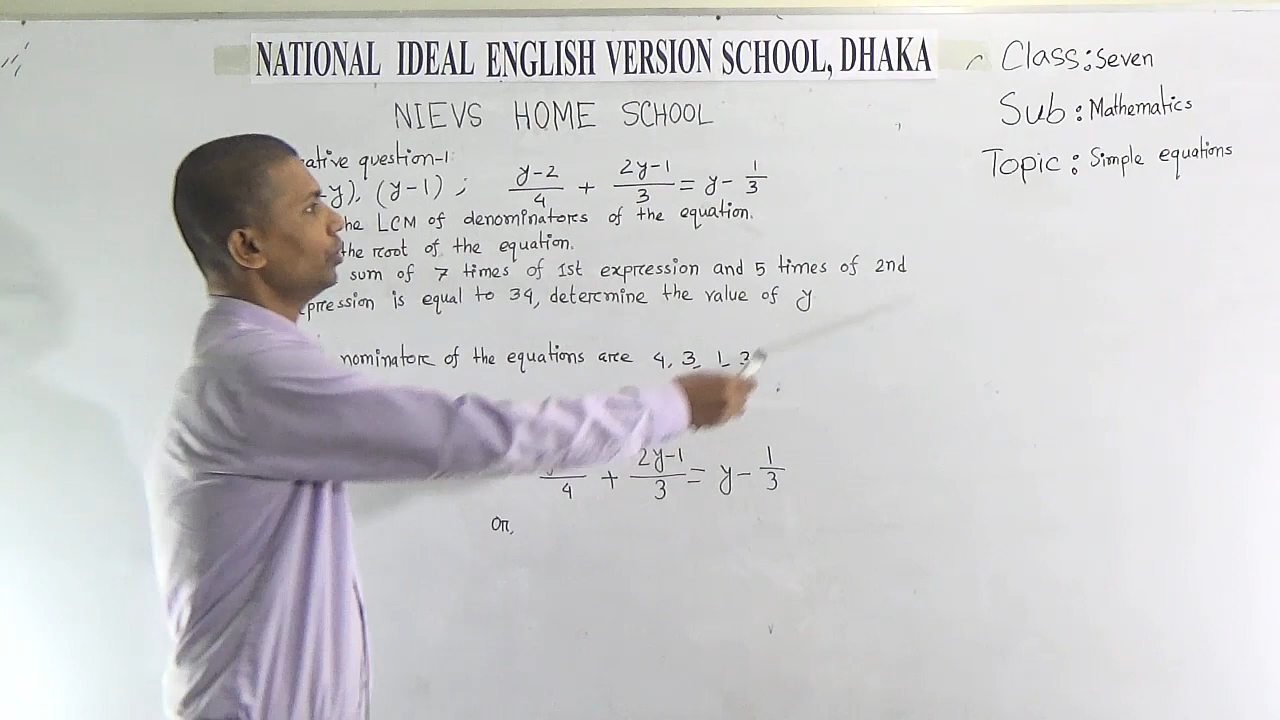 NATIONAL IDEAL ENGLISH VERSION SCHOOL, DHAKA
NIEVS HOME SCHOOL
Class: Seven
Sub: Mathematics
Topic: Simple equations
ative question-1:
-y), (y-1) ; y-2/4 + 2y-1/3 = y - 1/3
he LCM of denominatores of the equation.
the root of the equation.
sum of 7 times of 1st expression and 5 times of 2nd
pression is equal to 34, determine the value of y
nominator of the equations are 4, 3, 1, 3
/4 + 2y-1/3 = y - 1/3
Or,